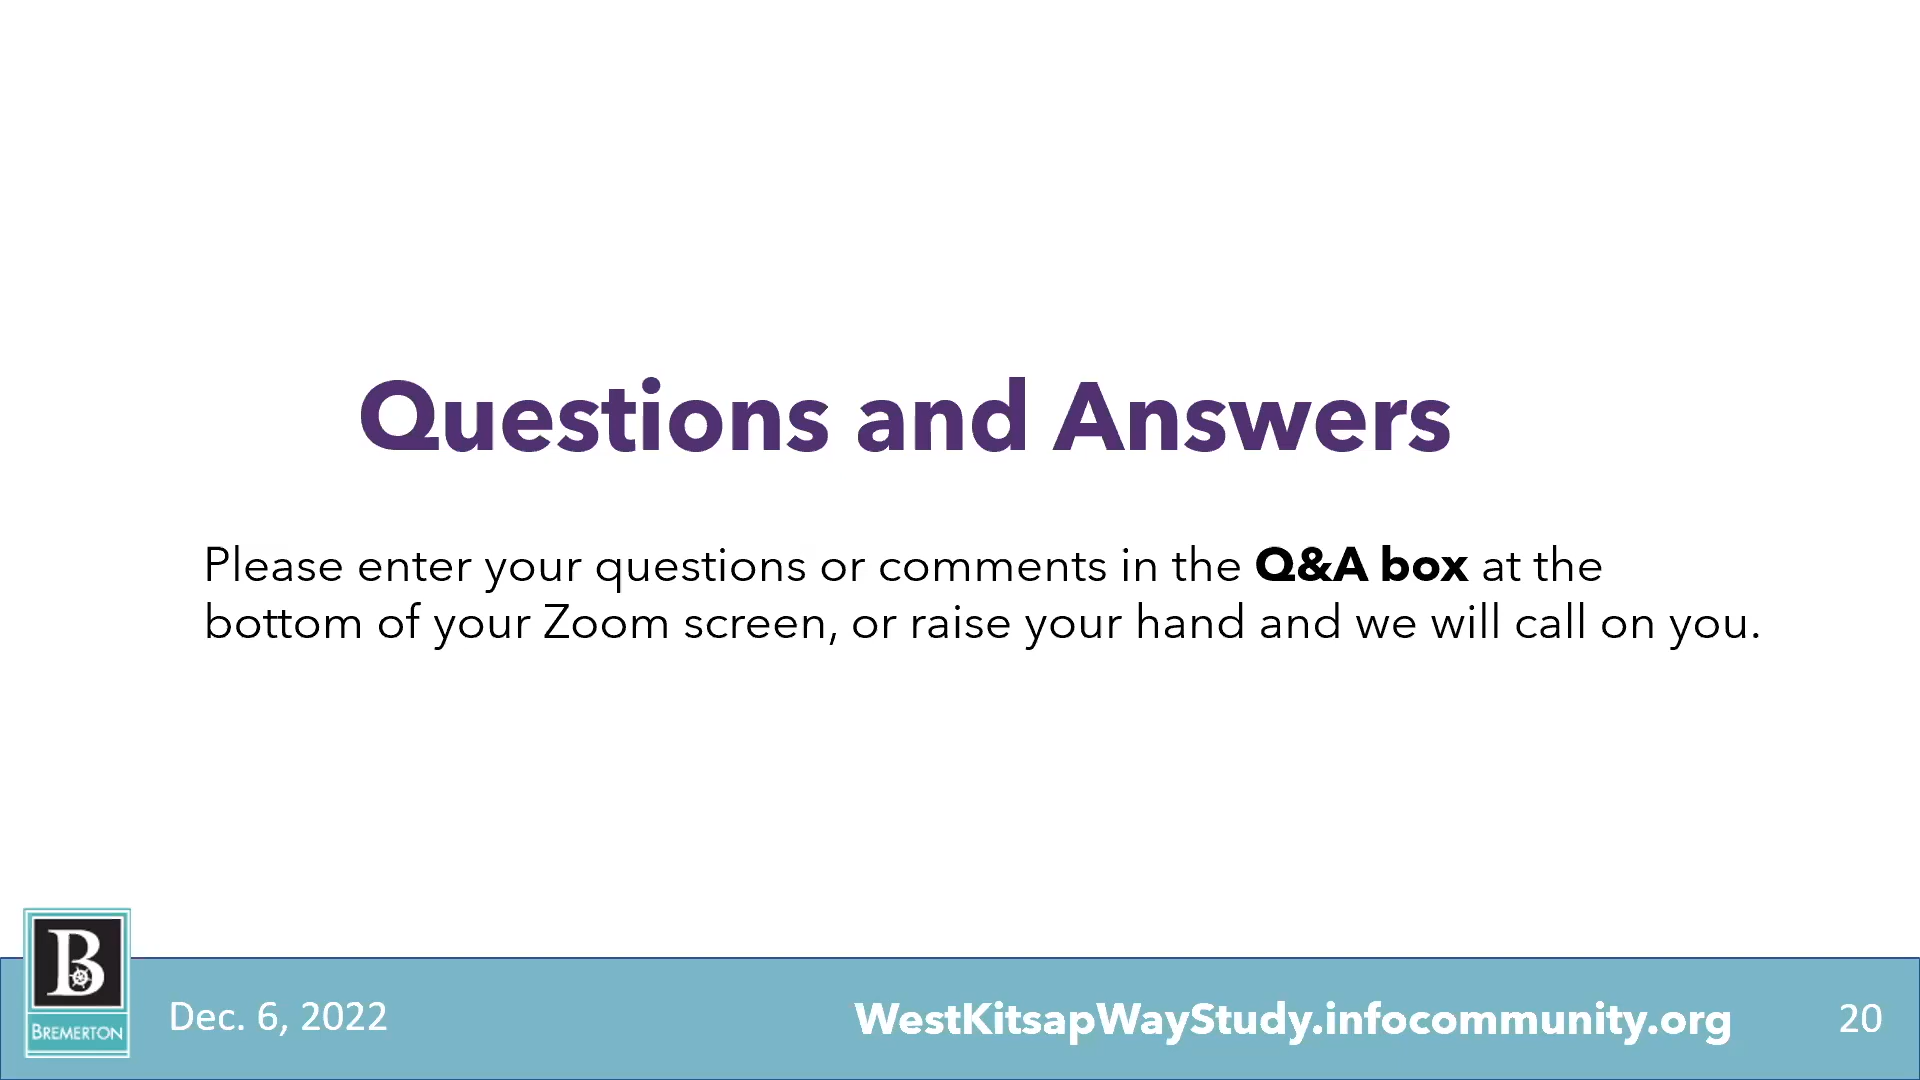 Questions and Answers
Please enter your questions or comments in the Q&A box at the
bottom of your Zoom screen, or raise your hand and we will call on you.
B
BREMERTON
Dec. 6, 2022
WestKitsapWayStudy.infocommunity.org
20